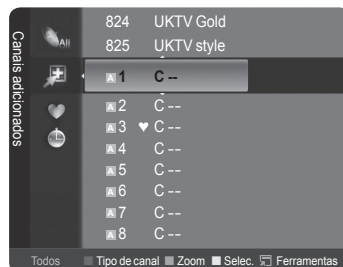 Canais adicionados
All
824 UKTV Gold
825 UKTV style
A 1 C --
A 2 C --
A 3 ♥ C --
A 4 C --
A 5 C --
A 6 C --
A 7 C --
A 8 C --
Todos Tipo de canal Zoom Selec. Ferramentas